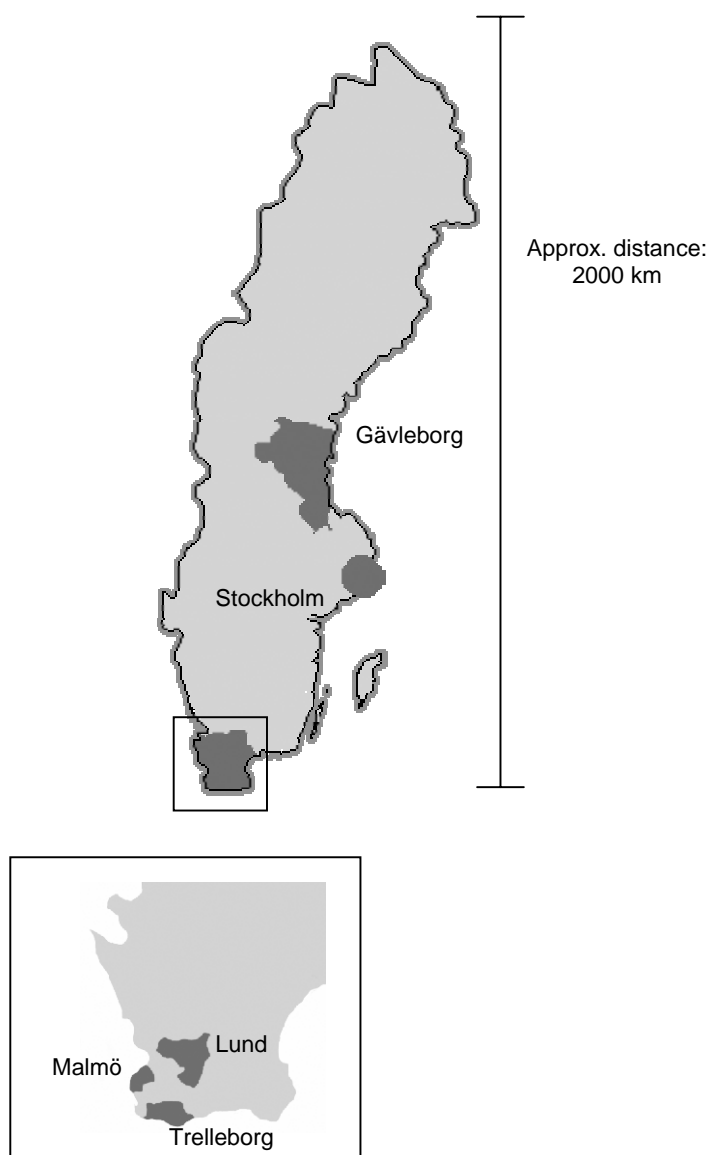 Approx. distance:
2000 km
Gävleborg
Stockholm
Lund
Malmö
Trelleborg